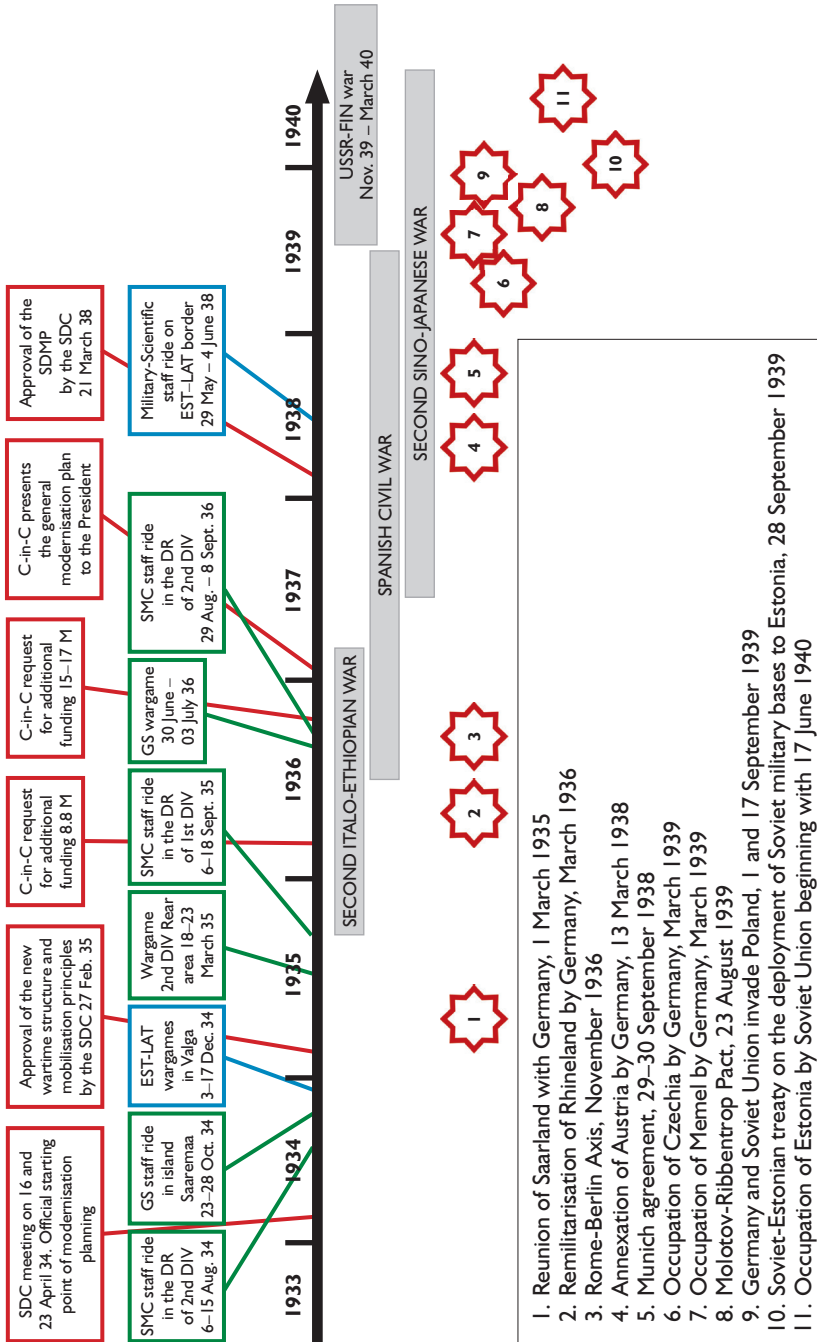 SDC meeting on 16 and
23 April 34. Official starting
point of modernisation
planning
Approval of the new
wartime structure and
mobilisation principles
by the SDC 27 Feb. 35
C-in-C request
for additional
funding 8.8 M
C-in-C request
for additional
funding 15–17 M
C-in-C presents
the general
modernisation plan
to the President
Approval of the
SDMP
by the SDC
21 March 38
SMC staff ride
in the DR
of 2nd DIV
6–15 Aug. 34
GS staff ride
in island
Saaremaa
23–28 Oct. 34
EST-LAT
wargames
in Valga
3–17 Dec. 34
Wargame
2nd DIV Rear
area 18–23
March 35
SMC staff ride
in the DR
of 1st DIV
6–18 Sept. 35
GS wargame
30 June –
03 July 36
SMC staff ride
in the DR
of 2nd DIV
29 Aug. – 8 Sept. 36
Military-Scientific
staff ride on
EST–LAT border
29 May – 4 June 38
1933
1934
1935
1936
1937
1938
1939
1940
SECOND ITALO-ETHIOPIAN WAR
USSR-FIN war
Nov. 39 – March 40
SPANISH CIVIL WAR
SECOND SINO-JAPANESE WAR
1
2
3
4
5
6
7
8
9
10
11
1. Reunion of Saarland with Germany, 1 March 1935
2. Remilitarisation of Rhineland by Germany, March 1936
3. Rome-Berlin Axis, November 1936
4. Annexation of Austria by Germany, 13 March 1938
5. Munich agreement, 29–30 September 1938
6. Occupation of Czechia by Germany, March 1939
7. Occupation of Memel by Germany, March 1939
8. Molotov-Ribbentrop Pact, 23 August 1939
9. Germany and Soviet Union invade Poland, 1 and 17 September 1939
10. Soviet-Estonian treaty on the deployment of Soviet military bases to Estonia, 28 September 1939
11. Occupation of Estonia by Soviet Union beginning with 17 June 1940